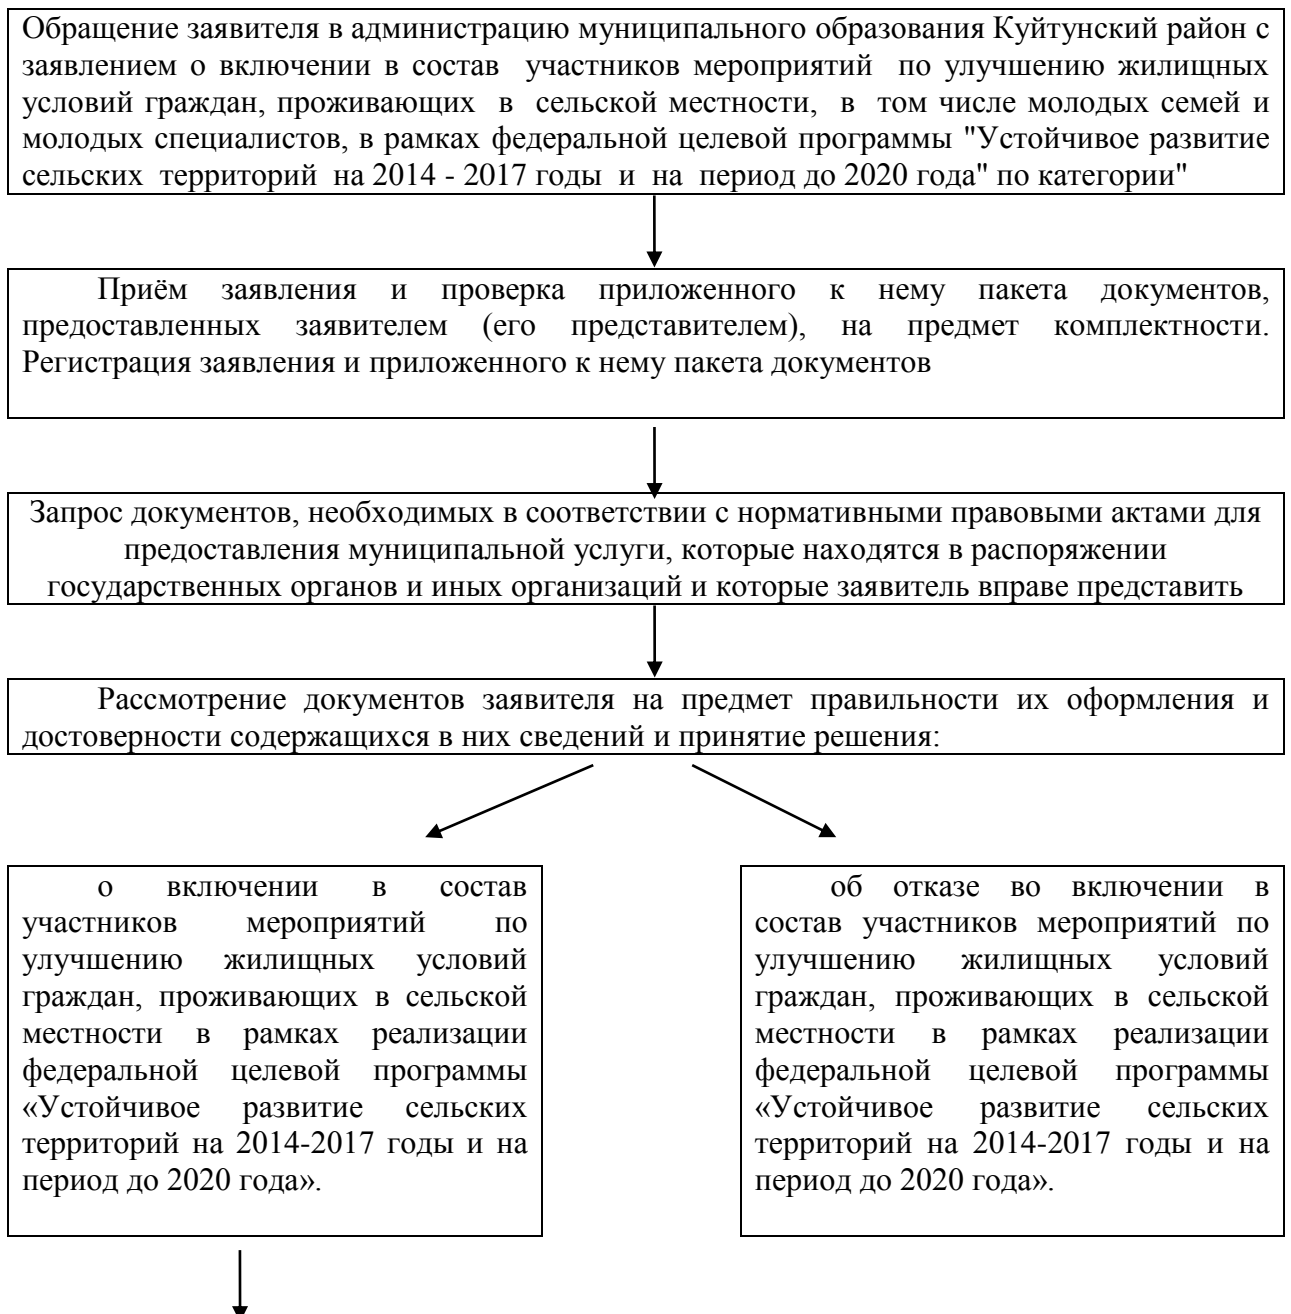 Обращение заявителя в администрацию муниципального образования Куйтунский район с
заявлением о включении в состав участников мероприятий по улучшению жилищных
условий граждан, проживающих в сельской местности, в том числе молодых семей и
молодых специалистов, в рамках федеральной целевой программы "Устойчивое развитие
сельских территорий на 2014 - 2017 годы и на период до 2020 года" по категории"
Приём заявления и проверка приложенного к нему пакета документов,
предоставленных заявителем (его представителем), на предмет комплектности.
Регистрация заявления и приложенного к нему пакета документов
Запрос документов, необходимых в соответствии с нормативными правовыми актами для
предоставления муниципальной услуги, которые находятся в распоряжении
государственных органов и иных организаций и которые заявитель вправе представить
Рассмотрение документов заявителя на предмет правильности их оформления и
достоверности содержащихся в них сведений и принятие решения:
о включении в состав
участников мероприятий по
улучшению жилищных условий
граждан, проживающих в сельской
местности в рамках реализации
федеральной целевой программы
«Устойчивое развитие сельских
территорий на 2014-2017 годы и на
период до 2020 года».
об отказе во включении в
состав участников мероприятий по
улучшению жилищных условий
граждан, проживающих в сельской
местности в рамках реализации
федеральной целевой программы
«Устойчивое развитие сельских
территорий на 2014-2017 годы и на
период до 2020 года».